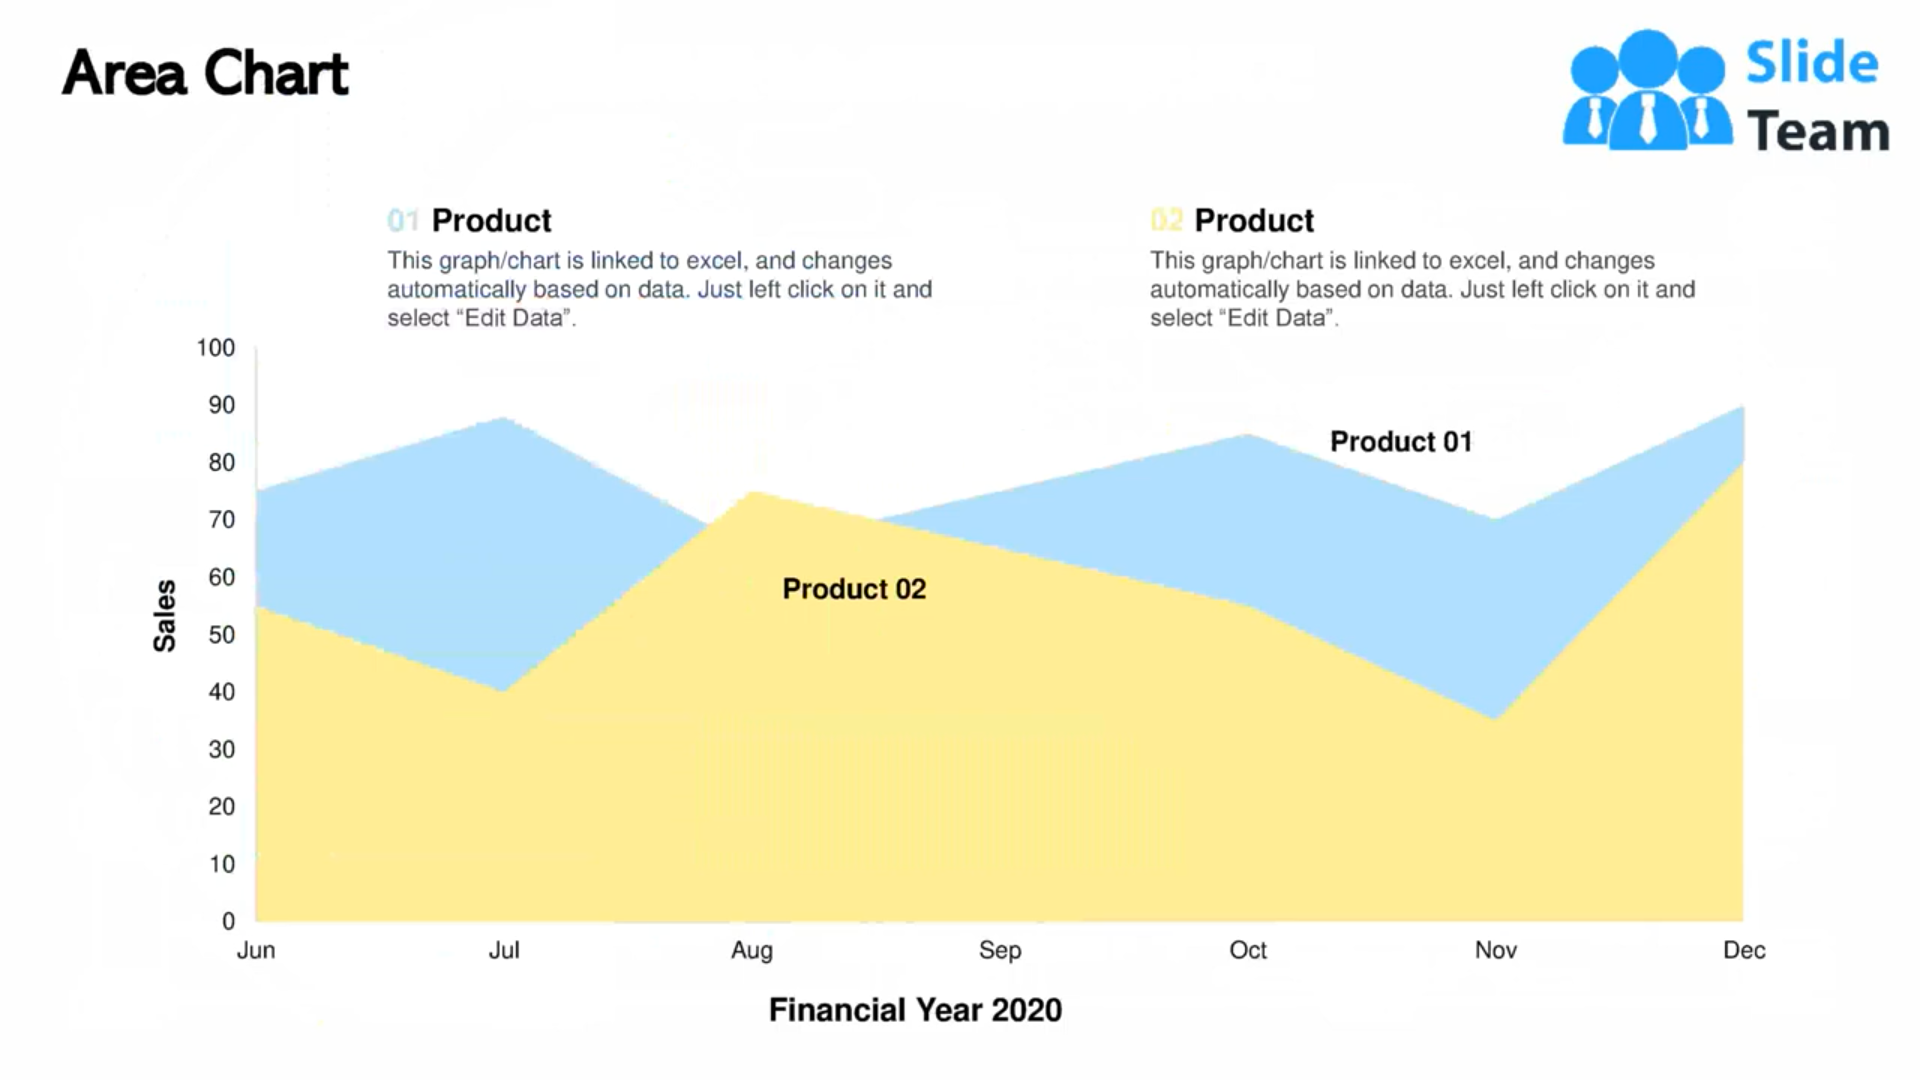 Area Chart
Slide
Team
01 Product
This graph/chart is linked to excel, and changes
automatically based on data. Just left click on it and
select “Edit Data”.
02 Product
This graph/chart is linked to excel, and changes
automatically based on data. Just left click on it and
select “Edit Data”.
100
90
80
70
60
50
40
30
20
10
0
Sales
Product 01
Product 02
Jun Jul Aug Sep Oct Nov Dec
Financial Year 2020